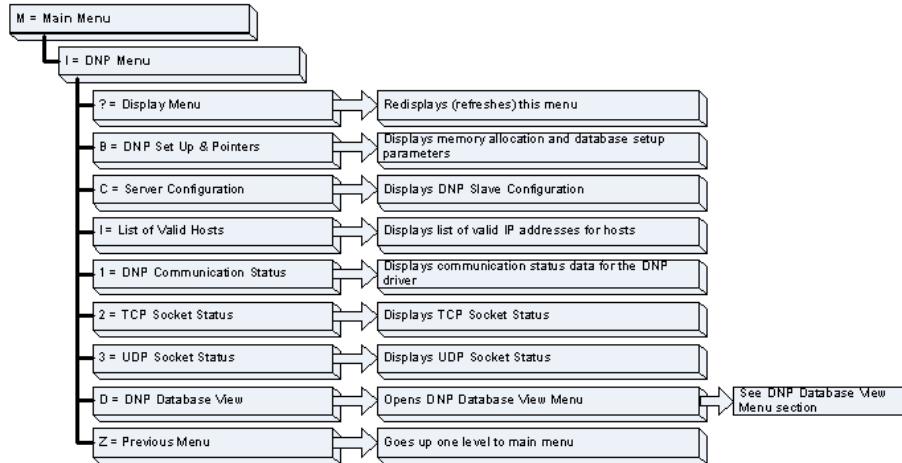 M = Main Menu
I = DNP Menu
? = Display Menu
Redisplays (refreshes) this menu
B = DNP Set Up & Pointers
Displays memory allocation and database setup
parameters
C = Server Configuration
Displays DNP Slave Configuration
I = List of Valid Hosts
Displays list of valid IP addresses for hosts
1 = DNP Communication Status
Displays communication status data for the DNP
driver
2 = TCP Socket Status
Displays TCP Socket Status
3 = UDP Socket Status
Displays UDP Socket Status
D = DNP Database View
Opens DNP Database View Menu
See DNP Database View
Menu section
Z = Previous Menu
Goes up one level to main menu